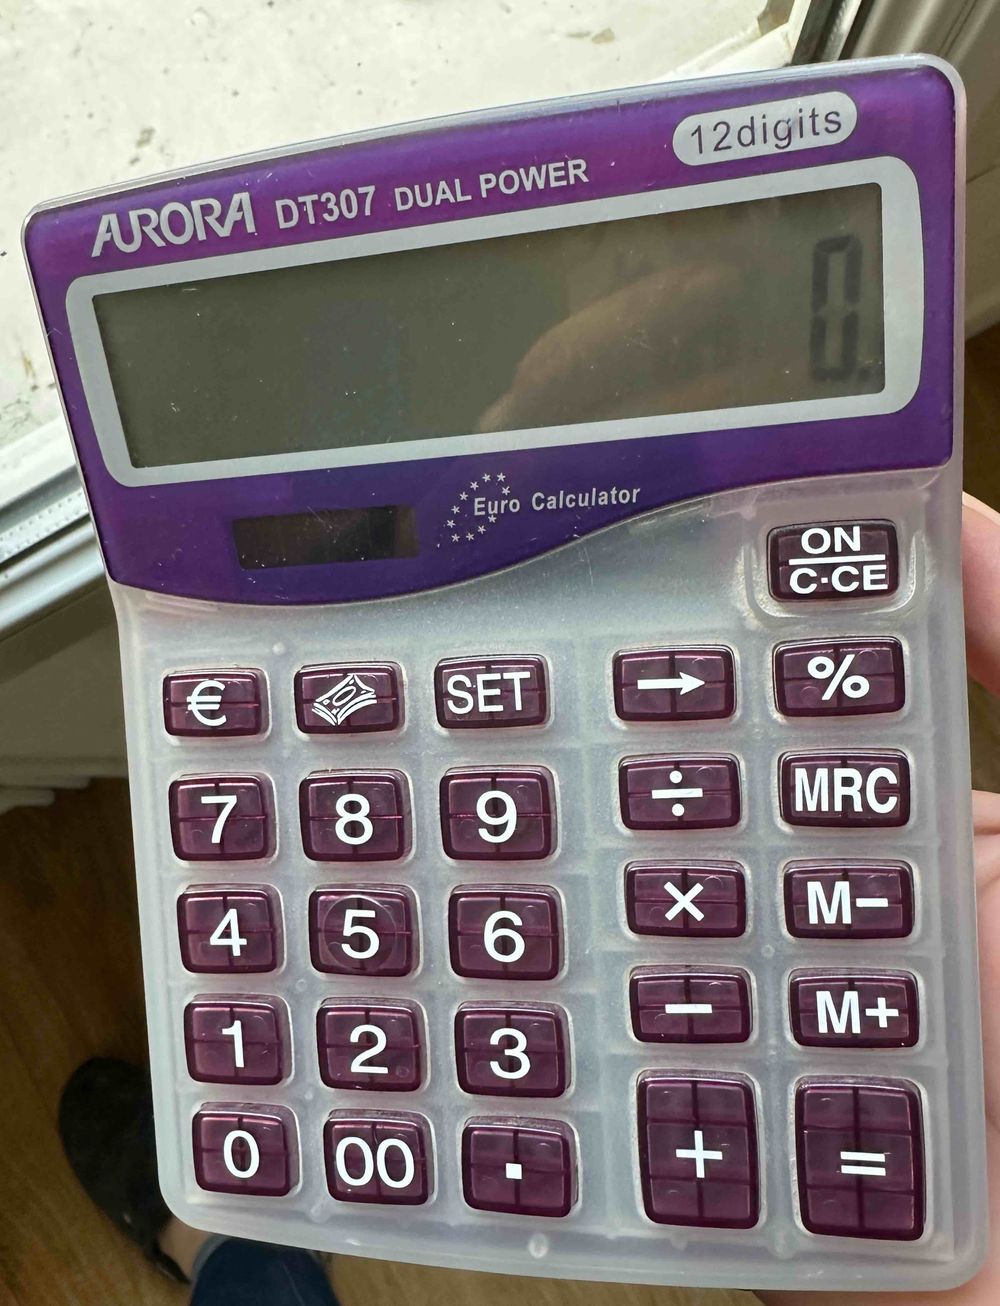 12digits
AURORA DT307 DUAL POWER
0.
Euro Calculator
ON
C·CE
€ SET → %
7 8 9 ÷ MRC
4 5 6 × M−
1 2 3 − M+
0 00 . + =